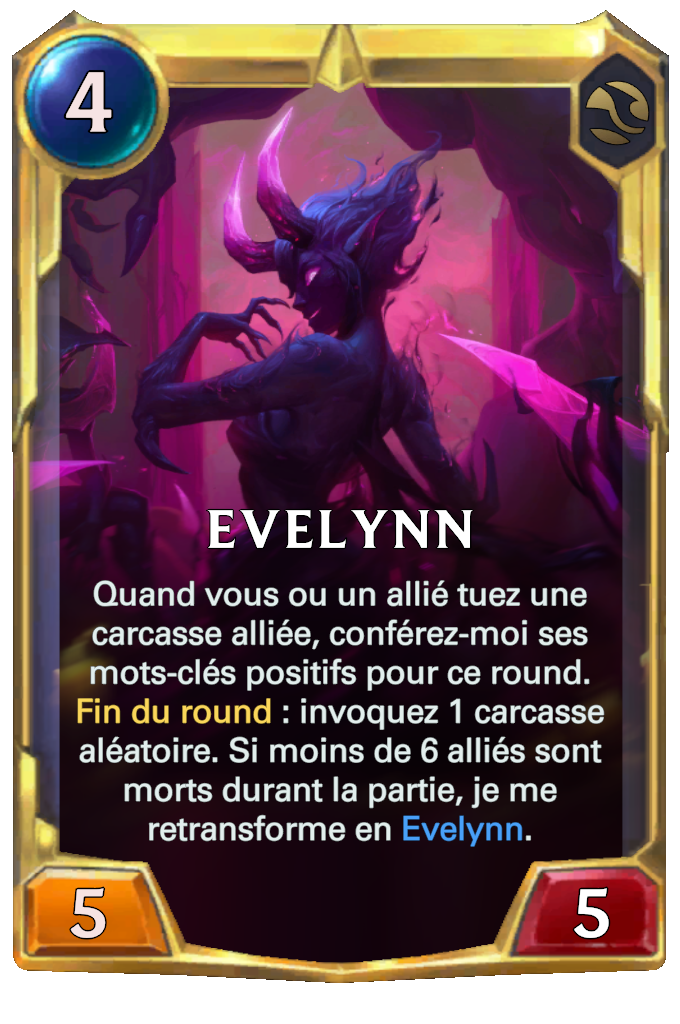 4
EVELYNN
Quand vous ou un allié tuez une
carcasse alliée, conférez-moi ses
mots-clés positifs pour ce round.
Fin du round : invoquez 1 carcasse
aléatoire. Si moins de 6 alliés sont
morts durant la partie, je me
retransforme en Evelynn.
5
5